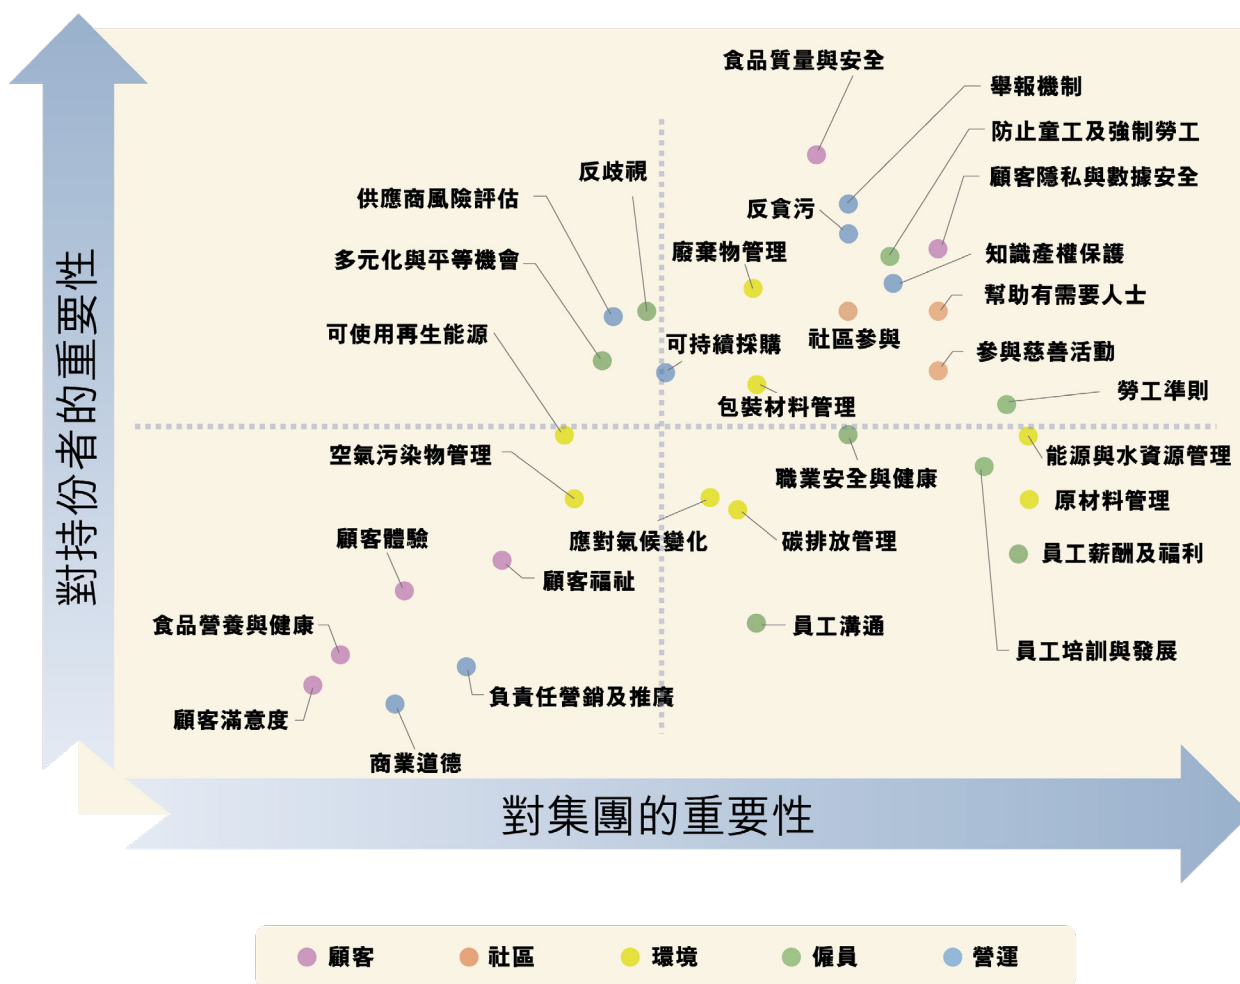 食品質量與安全
舉報機制
防止童工及強制勞工
反歧視
顧客隱私與數據安全
供應商風險評估
反貪污
廢棄物管理
知識產權保護
多元化與平等機會
幫助有需要人士
可使用再生能源
可持續採購
社區參與
參與慈善活動
勞工準則
包裝材料管理
空氣污染物管理
能源與水資源管理
職業安全與健康
原材料管理
顧客體驗
應對氣候變化
碳排放管理
員工薪酬及福利
顧客福祉
食品營養與健康
員工溝通
員工培訓與發展
負責任營銷及推廣
顧客滿意度
商業道德
對持份者的重要性
對集團的重要性
顧客
社區
環境
僱員
營運